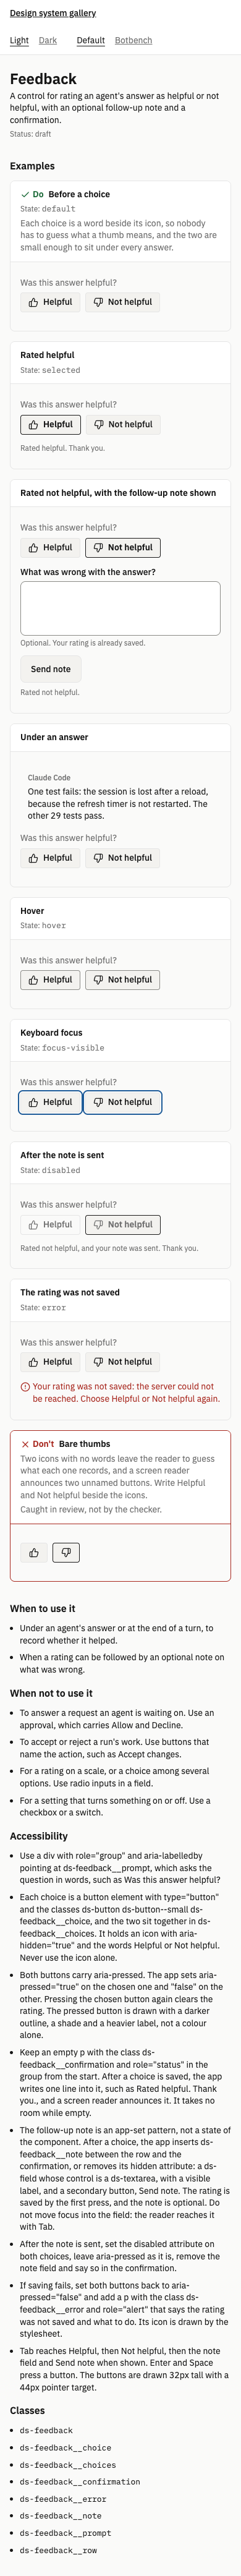 Design system gallery
Light Dark Default Botbench
Feedback
A control for rating an agent's answer as helpful or not
helpful, with an optional follow-up note and a
confirmation.
Status: draft
Examples
Do Before a choice
State: default
Each choice is a word beside its icon, so nobody
has to guess what a thumb means, and the two are
small enough to sit under every answer.
Was this answer helpful?
Helpful Not helpful
Rated helpful
State: selected
Was this answer helpful?
Helpful Not helpful
Rated helpful. Thank you.
Rated not helpful, with the follow-up note shown
Was this answer helpful?
Helpful Not helpful
What was wrong with the answer?
Optional. Your rating is already saved.
Send note
Rated not helpful.
Under an answer
Claude Code
One test fails: the session is lost after a reload,
because the refresh timer is not restarted. The
other 29 tests pass.
Was this answer helpful?
Helpful Not helpful
Hover
State: hover
Was this answer helpful?
Helpful Not helpful
Keyboard focus
State: focus-visible
Was this answer helpful?
Helpful Not helpful
After the note is sent
State: disabled
Was this answer helpful?
Helpful Not helpful
Rated not helpful, and your note was sent. Thank you.
The rating was not saved
State: error
Was this answer helpful?
Helpful Not helpful
Your rating was not saved: the server could not
be reached. Choose Helpful or Not helpful again.
Don't Bare thumbs
Two icons with no words leave the reader to guess
what each one records, and a screen reader
announces two unnamed buttons. Write Helpful
and Not helpful beside the icons.
Caught in review, not by the checker.
When to use it
• Under an agent's answer or at the end of a turn, to
record whether it helped.
• When a rating can be followed by an optional note on
what was wrong.
When not to use it
• To answer a request an agent is waiting on. Use an
approval, which carries Allow and Decline.
• To accept or reject a run's work. Use buttons that
name the action, such as Accept changes.
• For a rating on a scale, or a choice among several
options. Use radio inputs in a field.
• For a setting that turns something on or off. Use a
checkbox or a switch.
Accessibility
• Use a div with role="group" and aria-labelledby
pointing at ds-feedback__prompt, which asks the
question in words, such as Was this answer helpful?
• Each choice is a button element with type="button"
and the classes ds-button ds-button--small ds-
feedback__choice, and the two sit together in ds-
feedback__choices. It holds an icon with aria-
hidden="true" and the words Helpful or Not helpful.
Never use the icon alone.
• Both buttons carry aria-pressed. The app sets aria-
pressed="true" on the chosen one and "false" on the
other. Pressing the chosen button again clears the
rating. The pressed button is drawn with a darker
outline, a shade and a heavier label, not a colour
alone.
• Keep an empty p with the class ds-
feedback__confirmation and role="status" in the
group from the start. After a choice is saved, the app
writes one line into it, such as Rated helpful. Thank
you., and a screen reader announces it. It takes no
room while empty.
• The follow-up note is an app-set pattern, not a state of
the component. After a choice, the app inserts ds-
feedback__note between the row and the
confirmation, or removes its hidden attribute: a ds-
field whose control is a ds-textarea, with a visible
label, and a secondary button, Send note. The rating is
saved by the first press, and the note is optional. Do
not move focus into the field: the reader reaches it
with Tab.
• After the note is sent, set the disabled attribute on
both choices, leave aria-pressed as it is, remove the
note field and say so in the confirmation.
• If saving fails, set both buttons back to aria-
pressed="false" and add a p with the class ds-
feedback__error and role="alert" that says the rating
was not saved and what to do. Its icon is drawn by the
stylesheet.
• Tab reaches Helpful, then Not helpful, then the note
field and Send note when shown. Enter and Space
press a button. The buttons are drawn 32px tall with a
44px pointer target.
Classes
• ds-feedback
• ds-feedback__choice
• ds-feedback__choices
• ds-feedback__confirmation
• ds-feedback__error
• ds-feedback__note
• ds-feedback__prompt
• ds-feedback__row